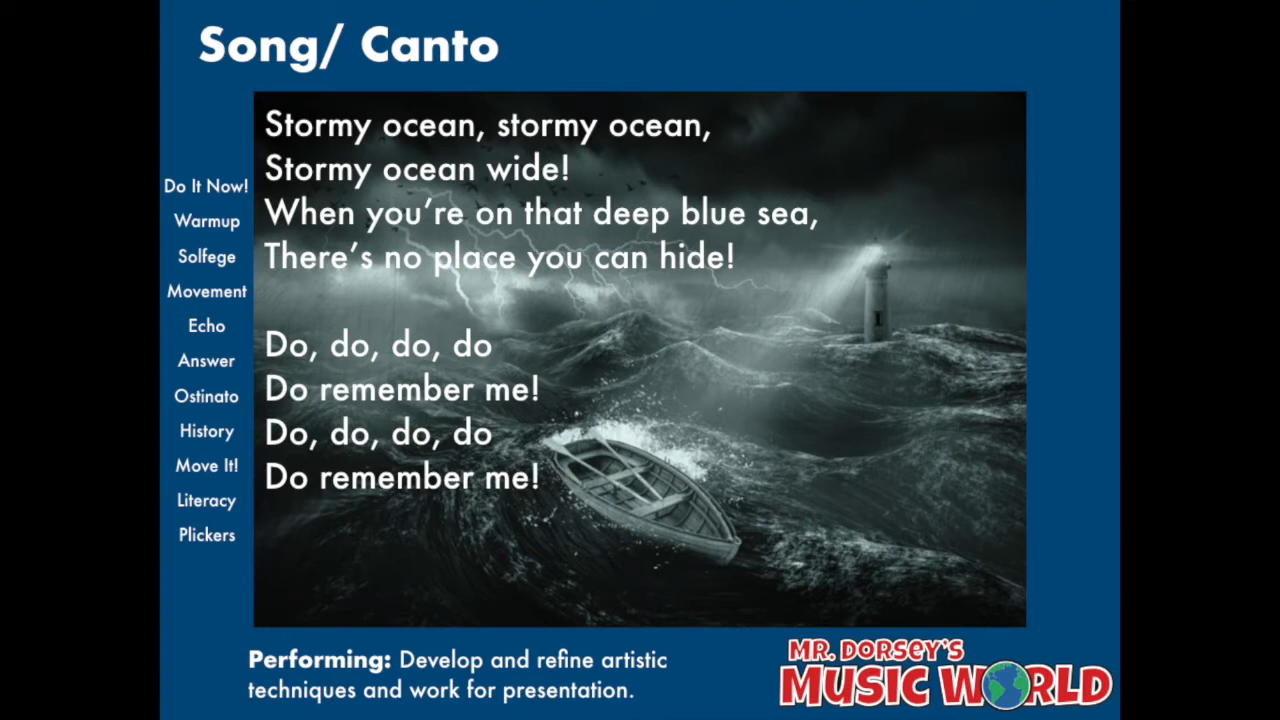 Song/ Canto
Do It Now!
Warmup
Solfege
Movement
Echo
Answer
Ostinato
History
Move It!
Literacy
Plickers
Stormy ocean, stormy ocean,
Stormy ocean wide!
When you’re on that deep blue sea,
There’s no place you can hide!
Do, do, do, do
Do remember me!
Do, do, do, do
Do remember me!
Performing: Develop and refine artistic
techniques and work for presentation.
MR. DORSEY'S
MUSIC WORLD